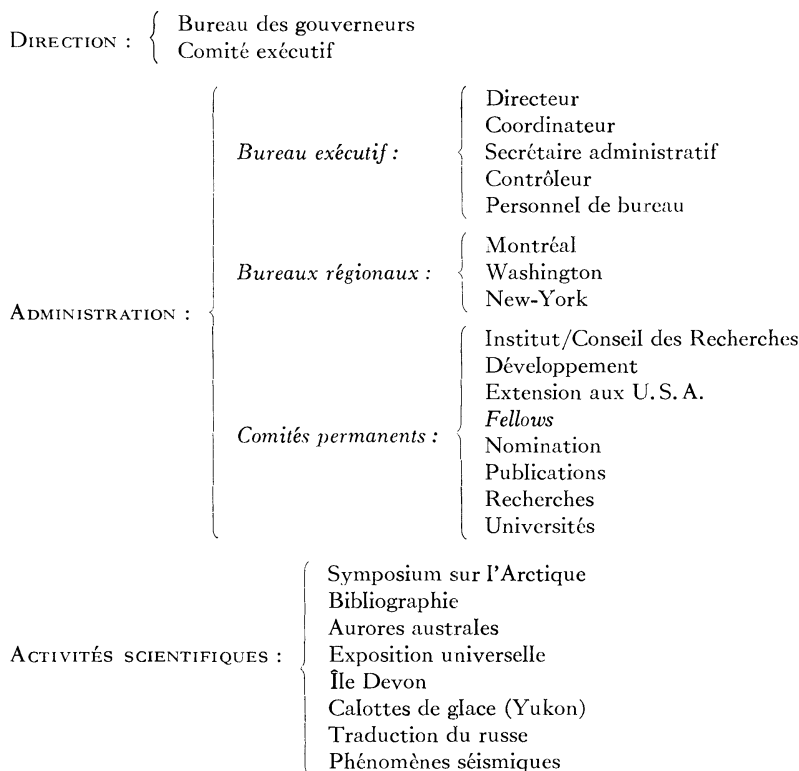 DIRECTION :
Bureau des gouverneurs
Comité exécutif
ADMINISTRATION :
Bureau exécutif :
Directeur
Coordinateur
Secrétaire administratif
Contrôleur
Personnel de bureau
Bureaux régionaux :
Montréal
Washington
New-York
Comités permanents :
Institut/Conseil des Recherches
Développement
Extension aux U.S.A.
Fellows
Nomination
Publications
Recherches
Universités
ACTIVITÉS SCIENTIFIQUES :
Symposium sur l'Arctique
Bibliographie
Aurores australes
Exposition universelle
Île Devon
Calottes de glace (Yukon)
Traduction du russe
Phénomènes séismiques